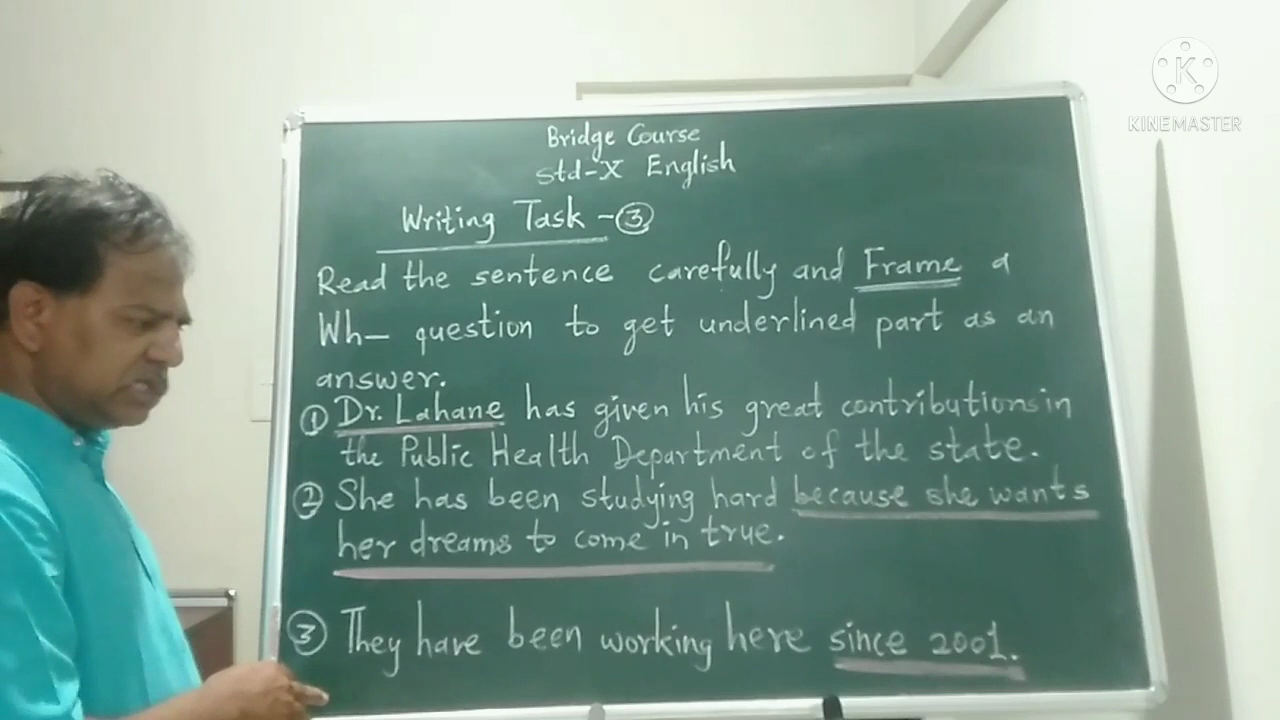 Bridge Course
Std-X English
Writing Task - ③
Read the sentence carefully and Frame a
Wh- question to get underlined part as an
answer.
① Dr. Lahane has given his great contributions in
the Public Health Department of the state.
② She has been studying hard because she wants
her dreams to come in true.
③ They have been working here since 2001.
K
KINEMASTER